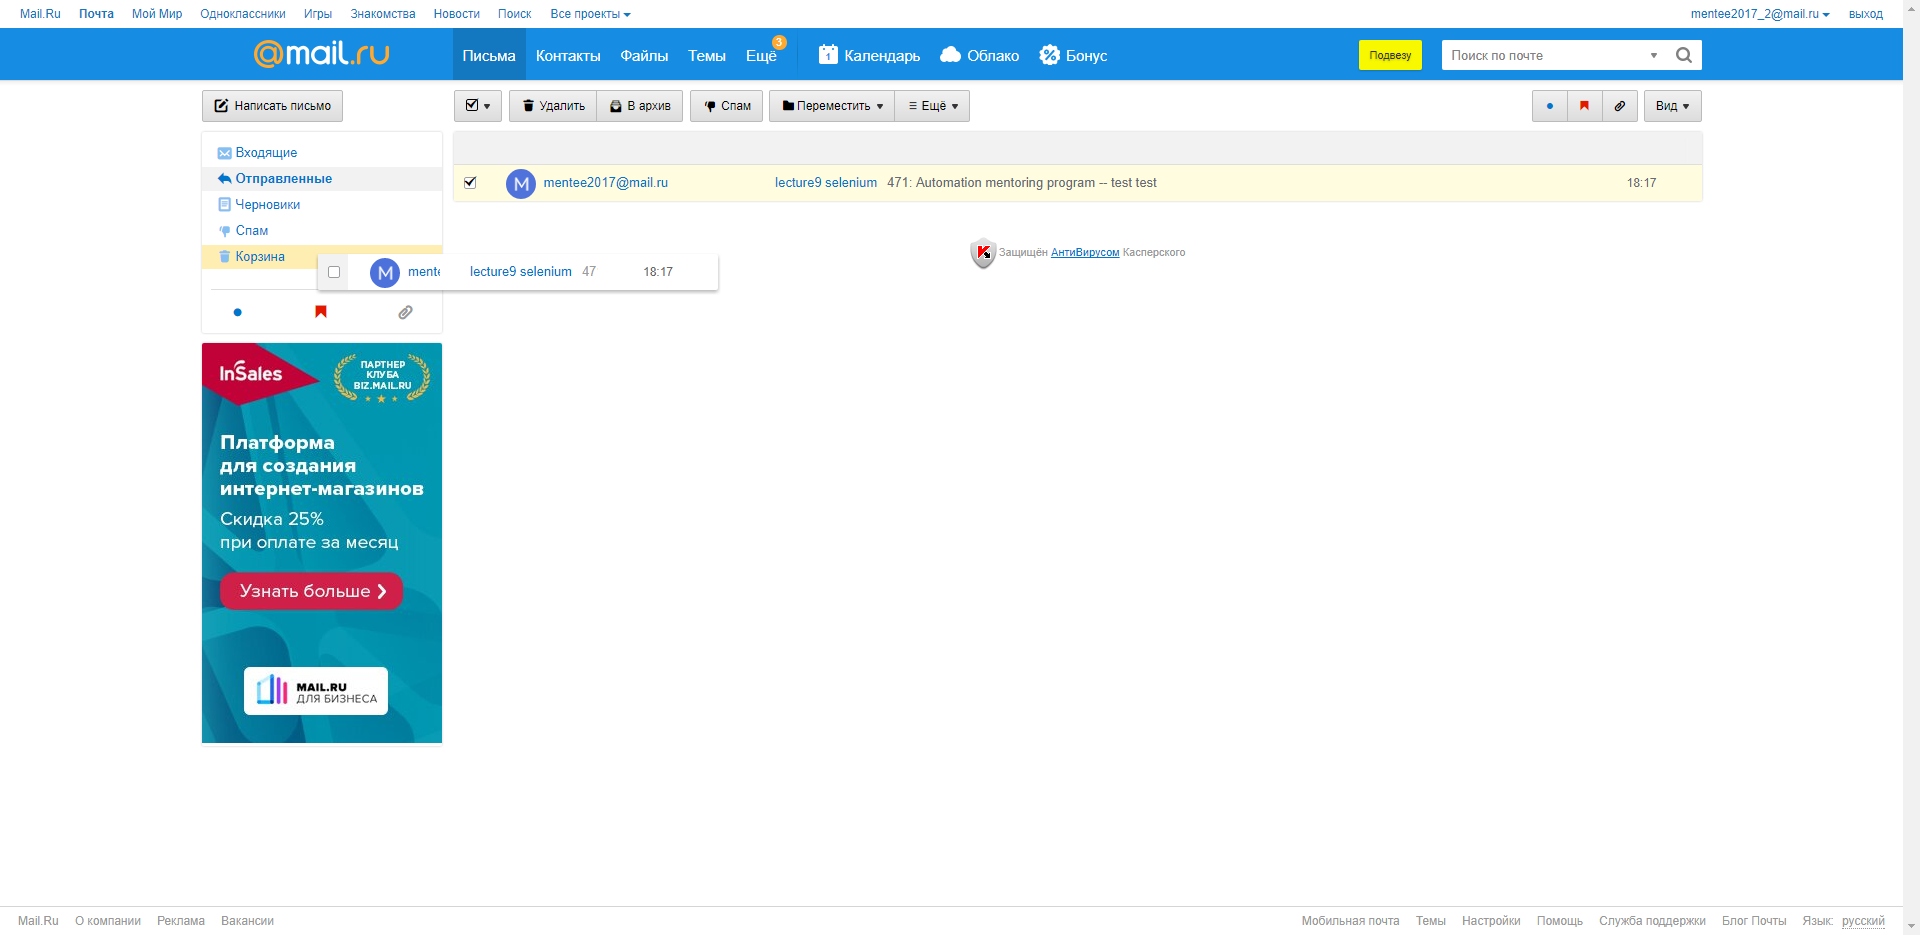 Mail.Ru Почта Мой Мир Одноклассники Игры Знакомства Новости Поиск Все проекты mentee2017_2@mail.ru выход
@mail.ru Письма Контакты Файлы Темы Ещё 3 1 Календарь Облако Бонус Подвезу Поиск по почте
Написать письмо Удалить В архив Спам Переместить Ещё Вид
Входящие
Отправленные
M mentee2017@mail.ru lecture9 selenium 471: Automation mentoring program -- test test 18:17
Черновики
Спам
Корзина
Защищён АнтиВирусом Касперского
M mente lecture9 selenium 47 18:17
InSales
ПАРТНЕР
КЛУБА
BIZ.MAIL.RU
Платформа
для создания
интернет-магазинов
Скидка 25%
при оплате за месяц
Узнать больше
MAIL.RU
ДЛЯ БИЗНЕСА
Mail.Ru О компании Реклама Вакансии Мобильная почта Темы Настройки Помощь Служба поддержки Блог Почты Язык: русский